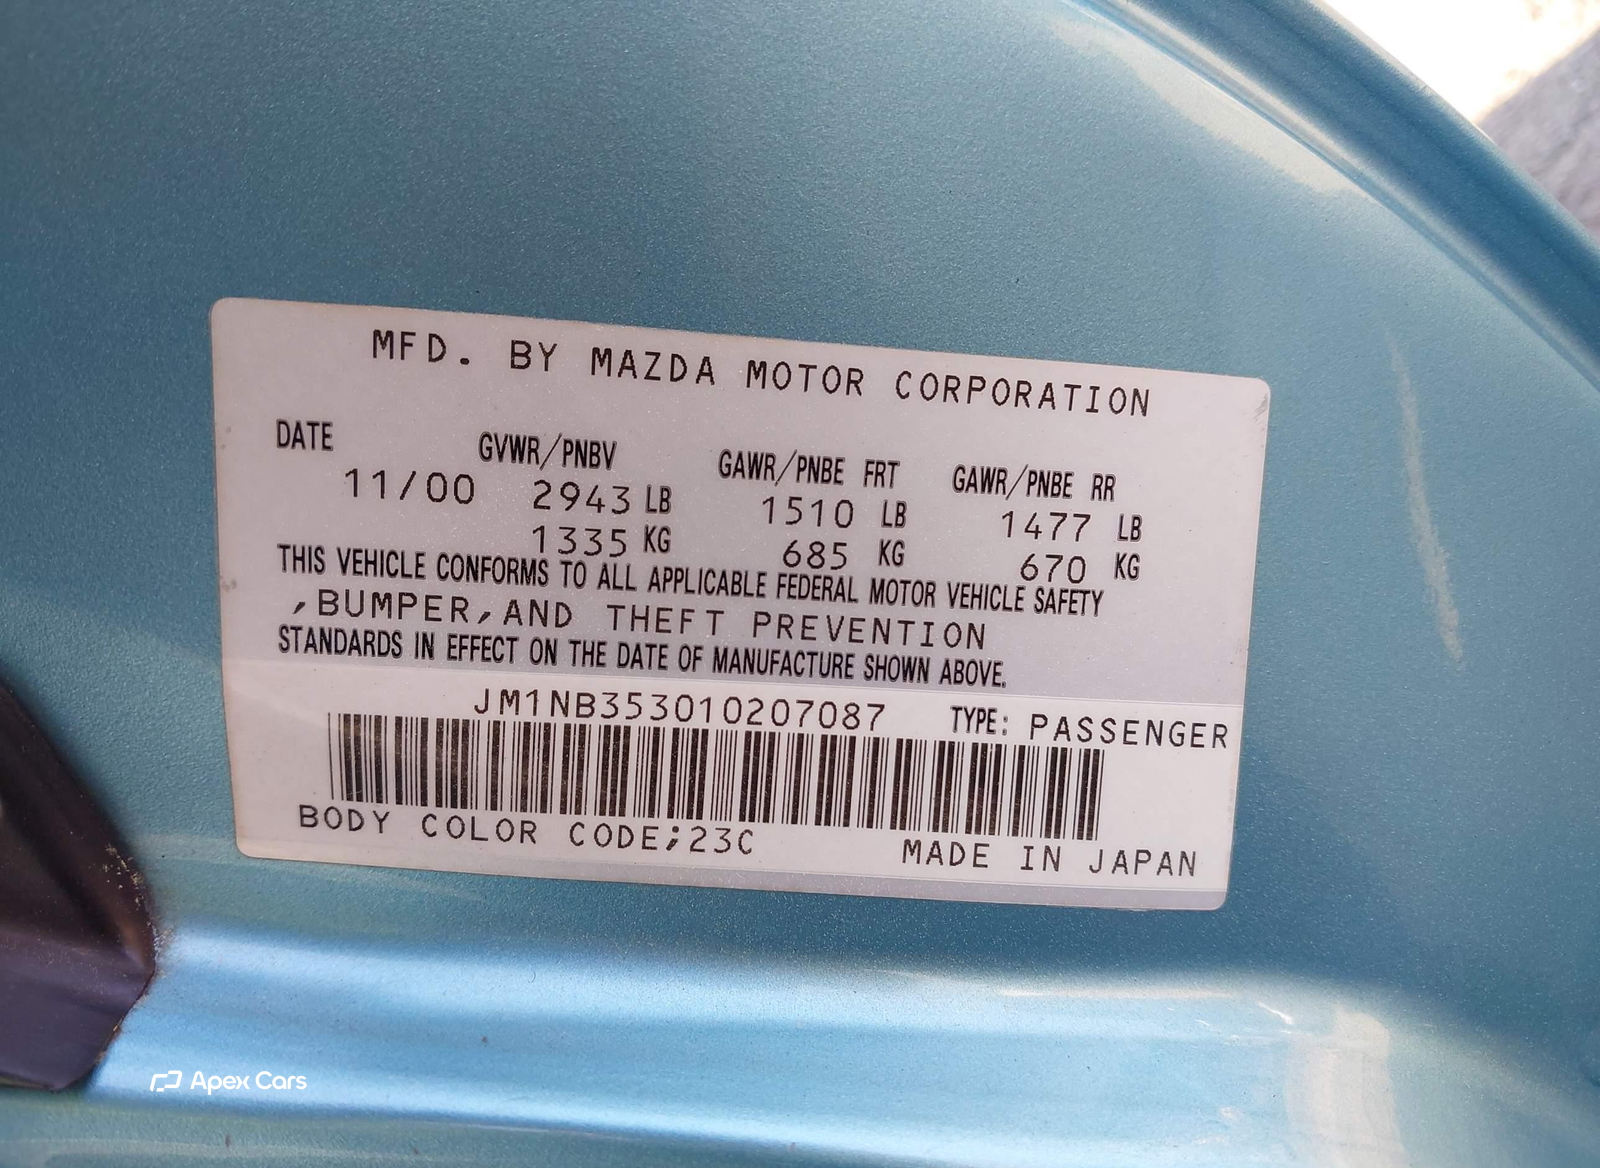 MFD. BY MAZDA MOTOR CORPORATION
DATE GVWR/PNBV GAWR/PNBE FRT GAWR/PNBE RR
11/00 2943 LB 1510 LB 1477 LB
1335 KG 685 KG 670 KG
THIS VEHICLE CONFORMS TO ALL APPLICABLE FEDERAL MOTOR VEHICLE SAFETY
,BUMPER,AND THEFT PREVENTION
STANDARDS IN EFFECT ON THE DATE OF MANUFACTURE SHOWN ABOVE.
JM1NB353010207087 TYPE: PASSENGER
BODY COLOR CODE;23C MADE IN JAPAN
Apex Cars